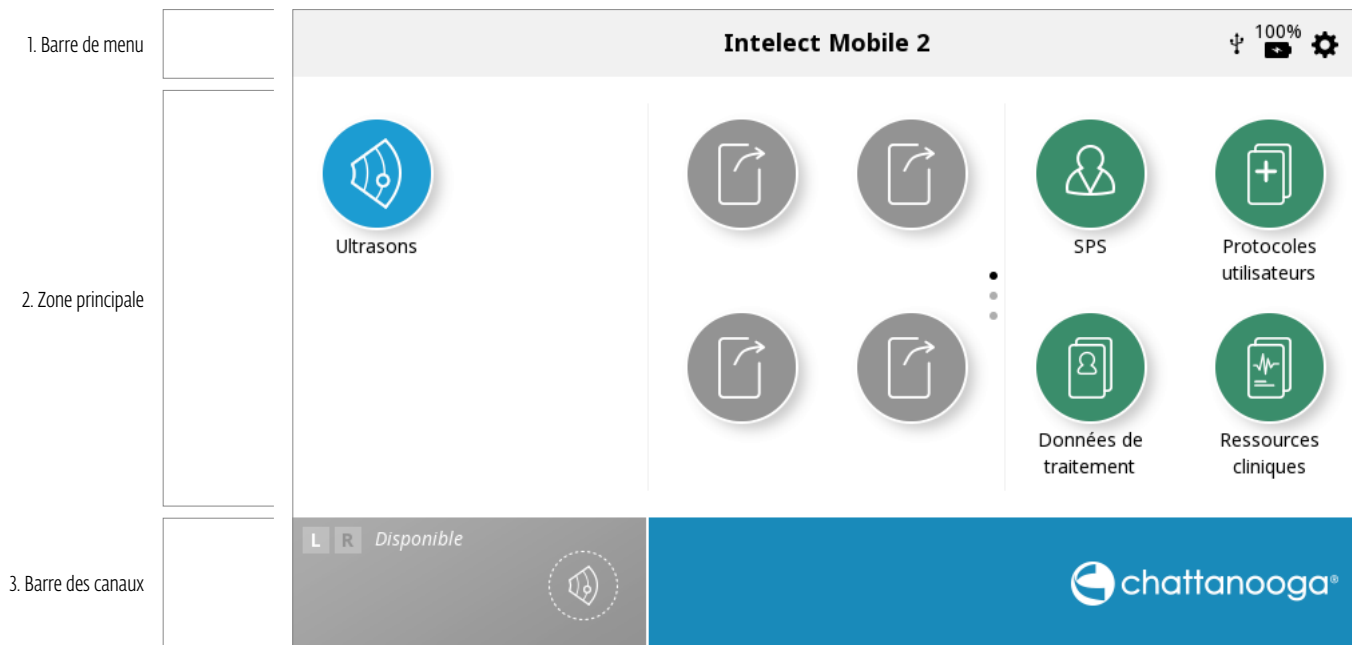 1. Barre de menu
Intelect Mobile 2
100%
Ultrasons
SPS
Protocoles
utilisateurs
2. Zone principale
Données de
traitement
Ressources
cliniques
L R Disponible
3. Barre des canaux
chattanooga®